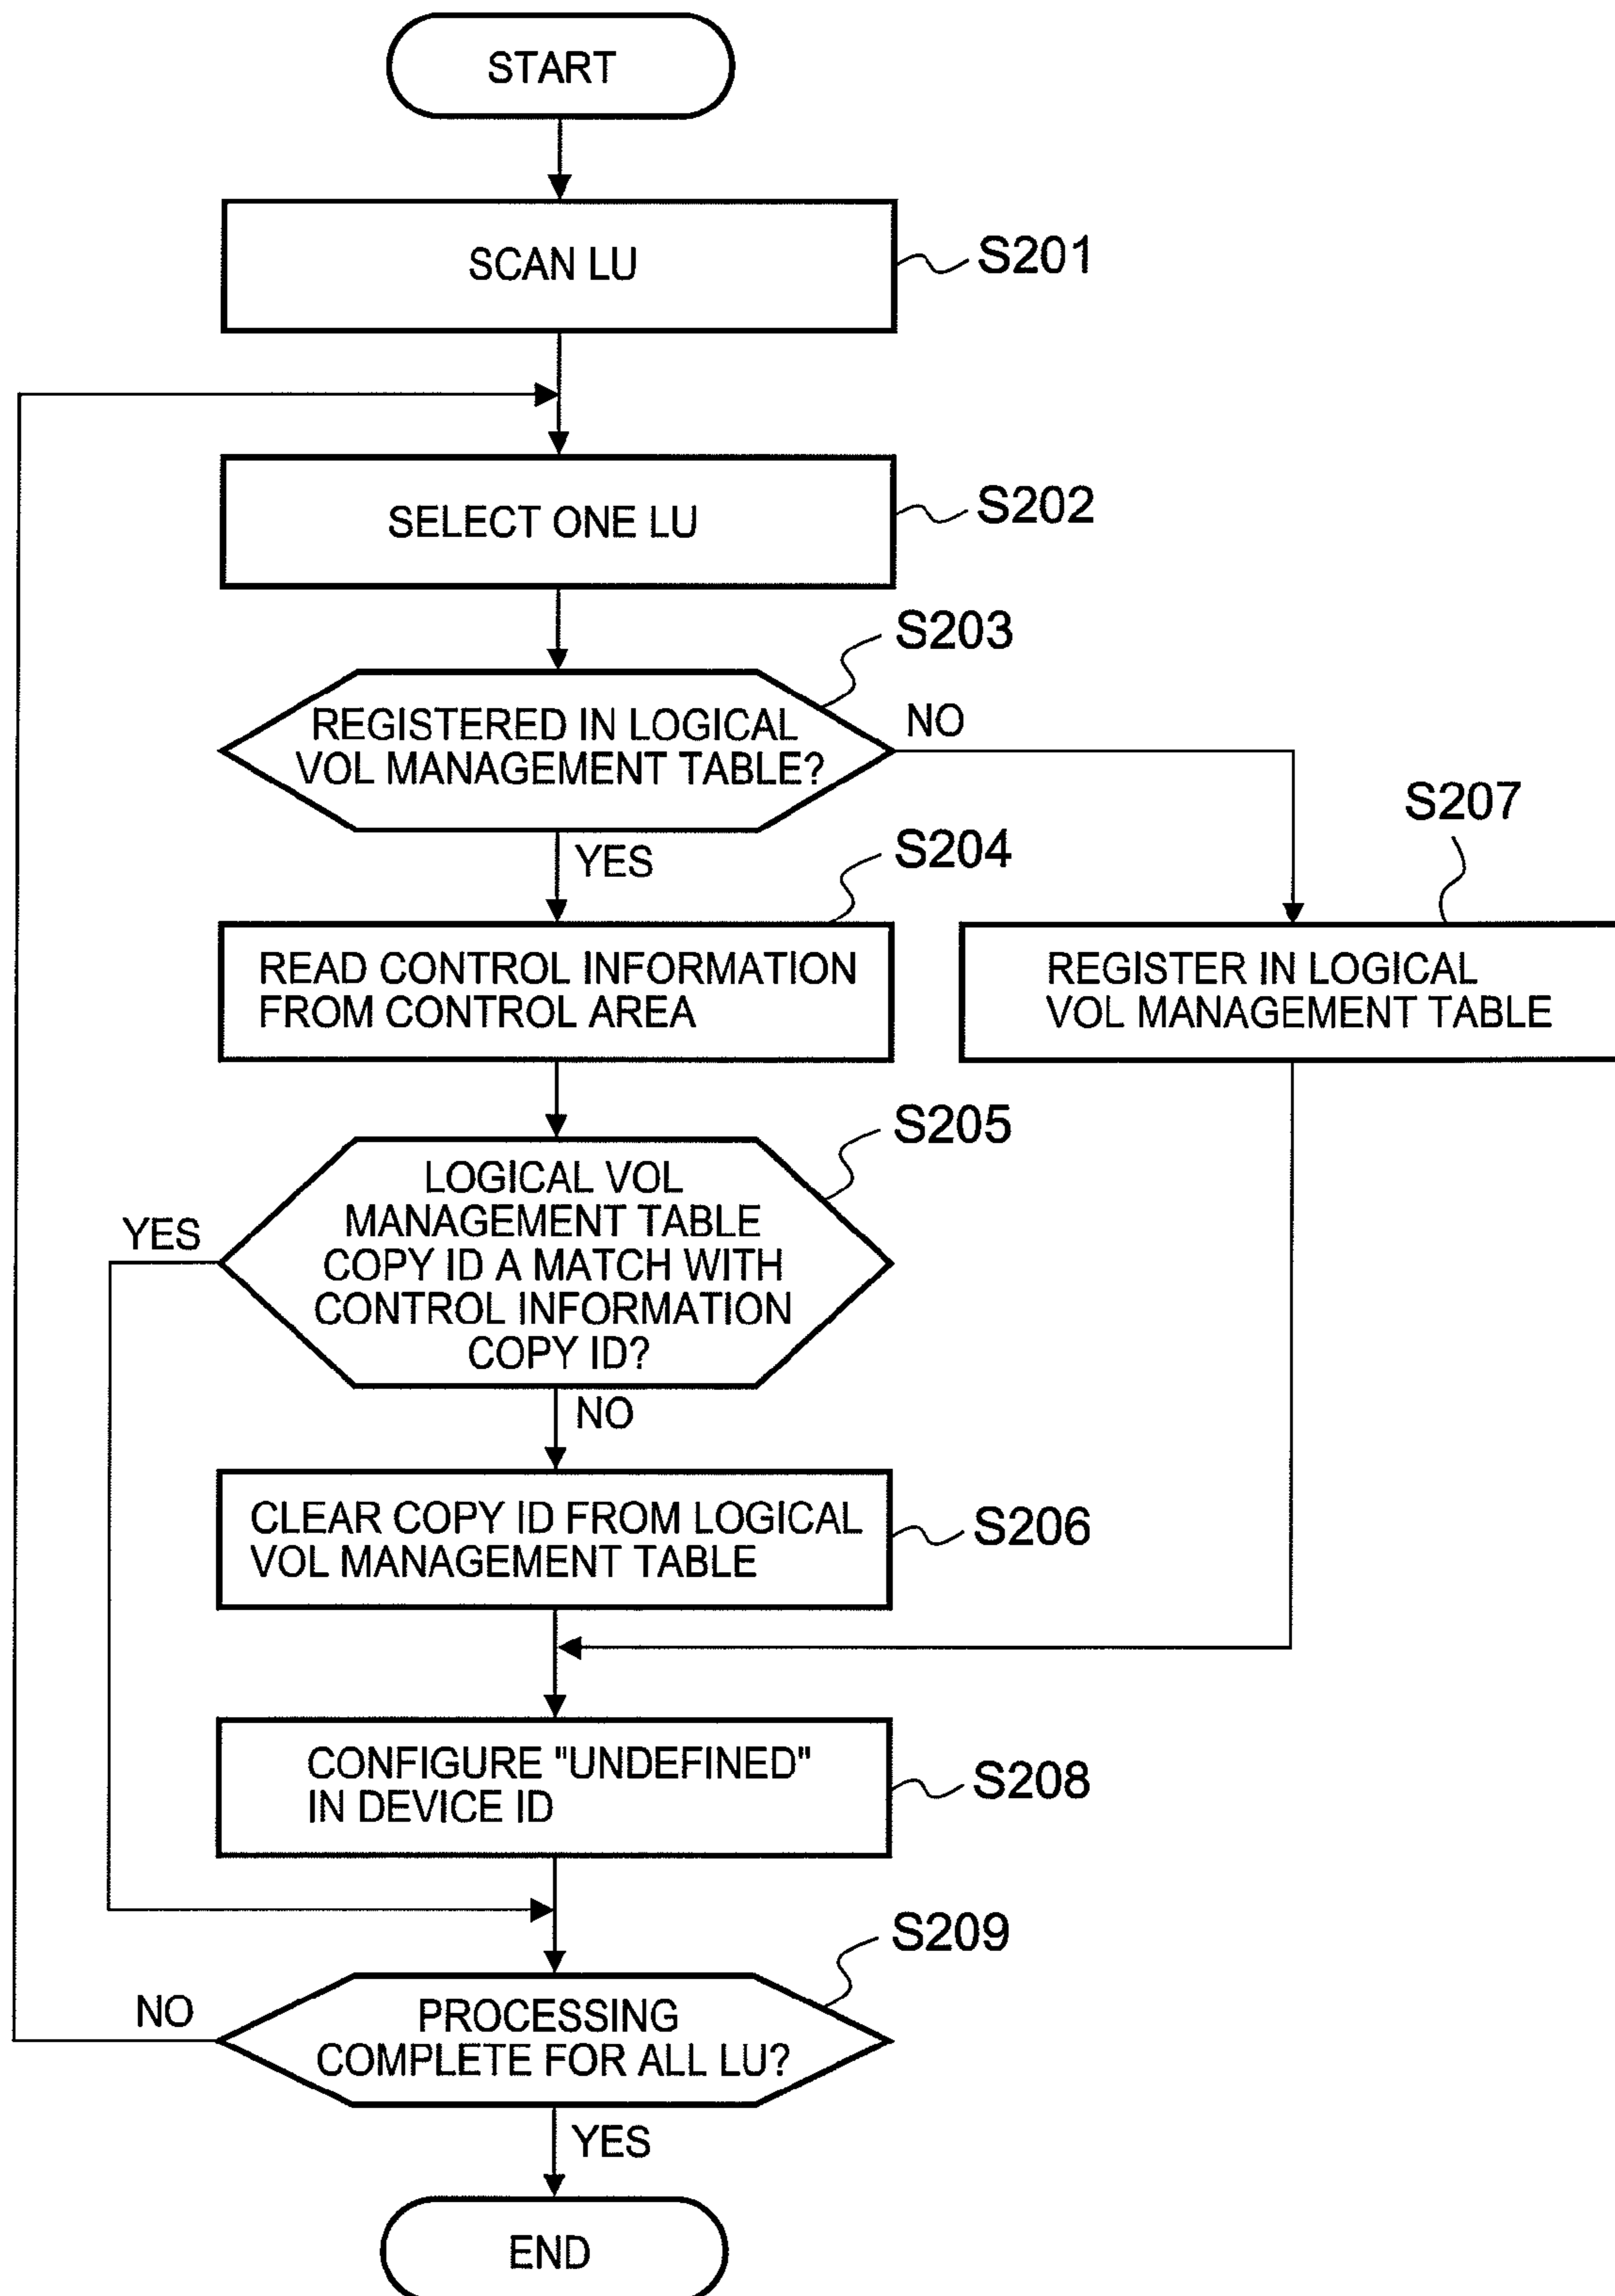 START
SCAN LU
S201
SELECT ONE LU
S202
S203
REGISTERED IN LOGICAL
VOL MANAGEMENT TABLE?
NO
YES
S204
S207
READ CONTROL INFORMATION
FROM CONTROL AREA
REGISTER IN LOGICAL
VOL MANAGEMENT TABLE
S205
LOGICAL VOL
MANAGEMENT TABLE
COPY ID A MATCH WITH
CONTROL INFORMATION
COPY ID?
YES
NO
CLEAR COPY ID FROM LOGICAL
VOL MANAGEMENT TABLE
S206
CONFIGURE "UNDEFINED"
IN DEVICE ID
S208
S209
PROCESSING
COMPLETE FOR ALL LU?
NO
YES
END